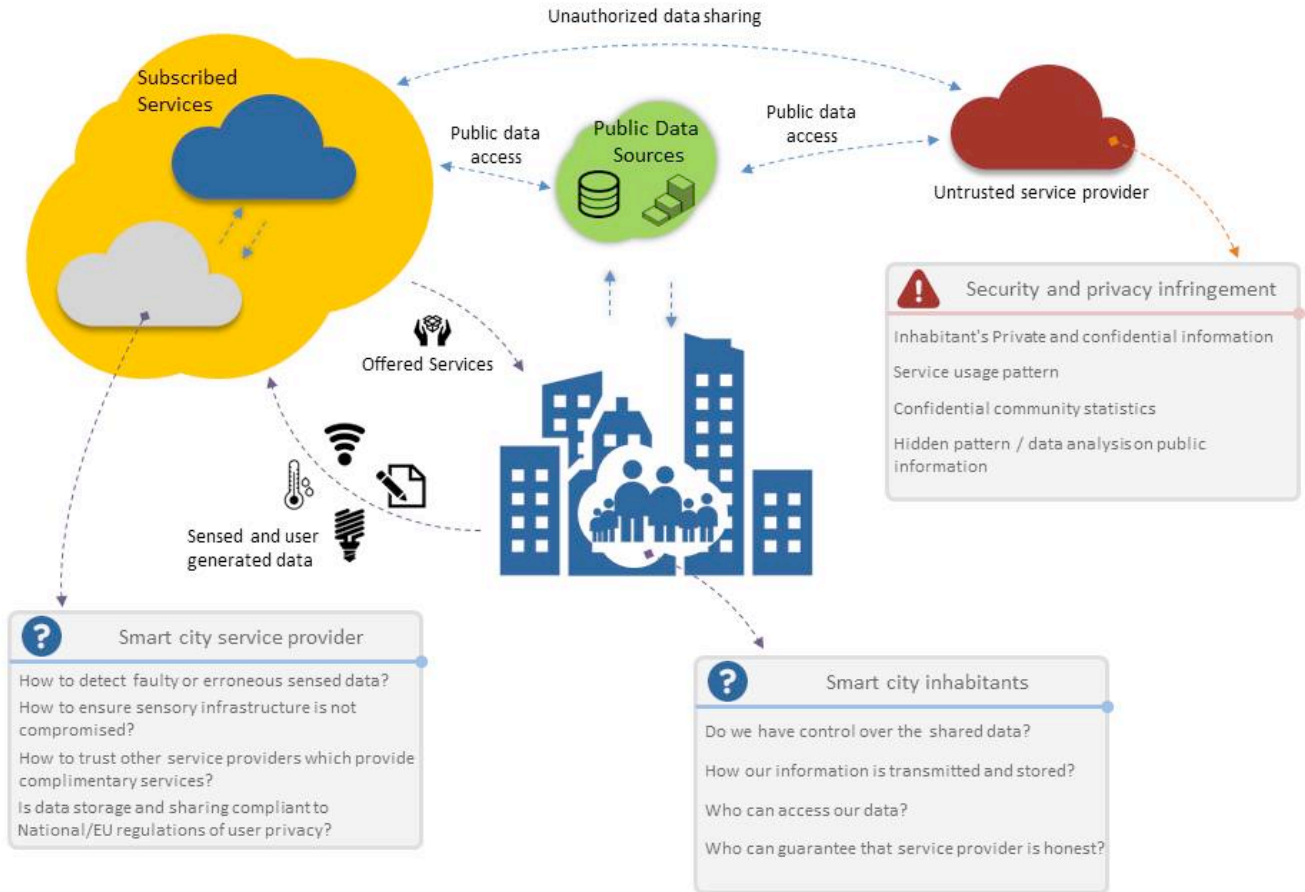 Unauthorized data sharing
Subscribed
Services
Public data
access
Public Data
Sources
Public data
access
Untrusted service provider
Offered Services
Sensed and user
generated data
Security and privacy infringement
Inhabitant's Private and confidential information
Service usage pattern
Confidential community statistics
Hidden pattern / data analysis on public
information
Smart city service provider
How to detect faulty or erroneous sensed data?
How to ensure sensory infrastructure is not
compromised?
How to trust other service providers which provide
complimentary services?
Is data storage and sharing compliant to
National/EU regulations of user privacy?
Smart city inhabitants
Do we have control over the shared data?
How our information is transmitted and stored?
Who can access our data?
Who can guarantee that service provider is honest?